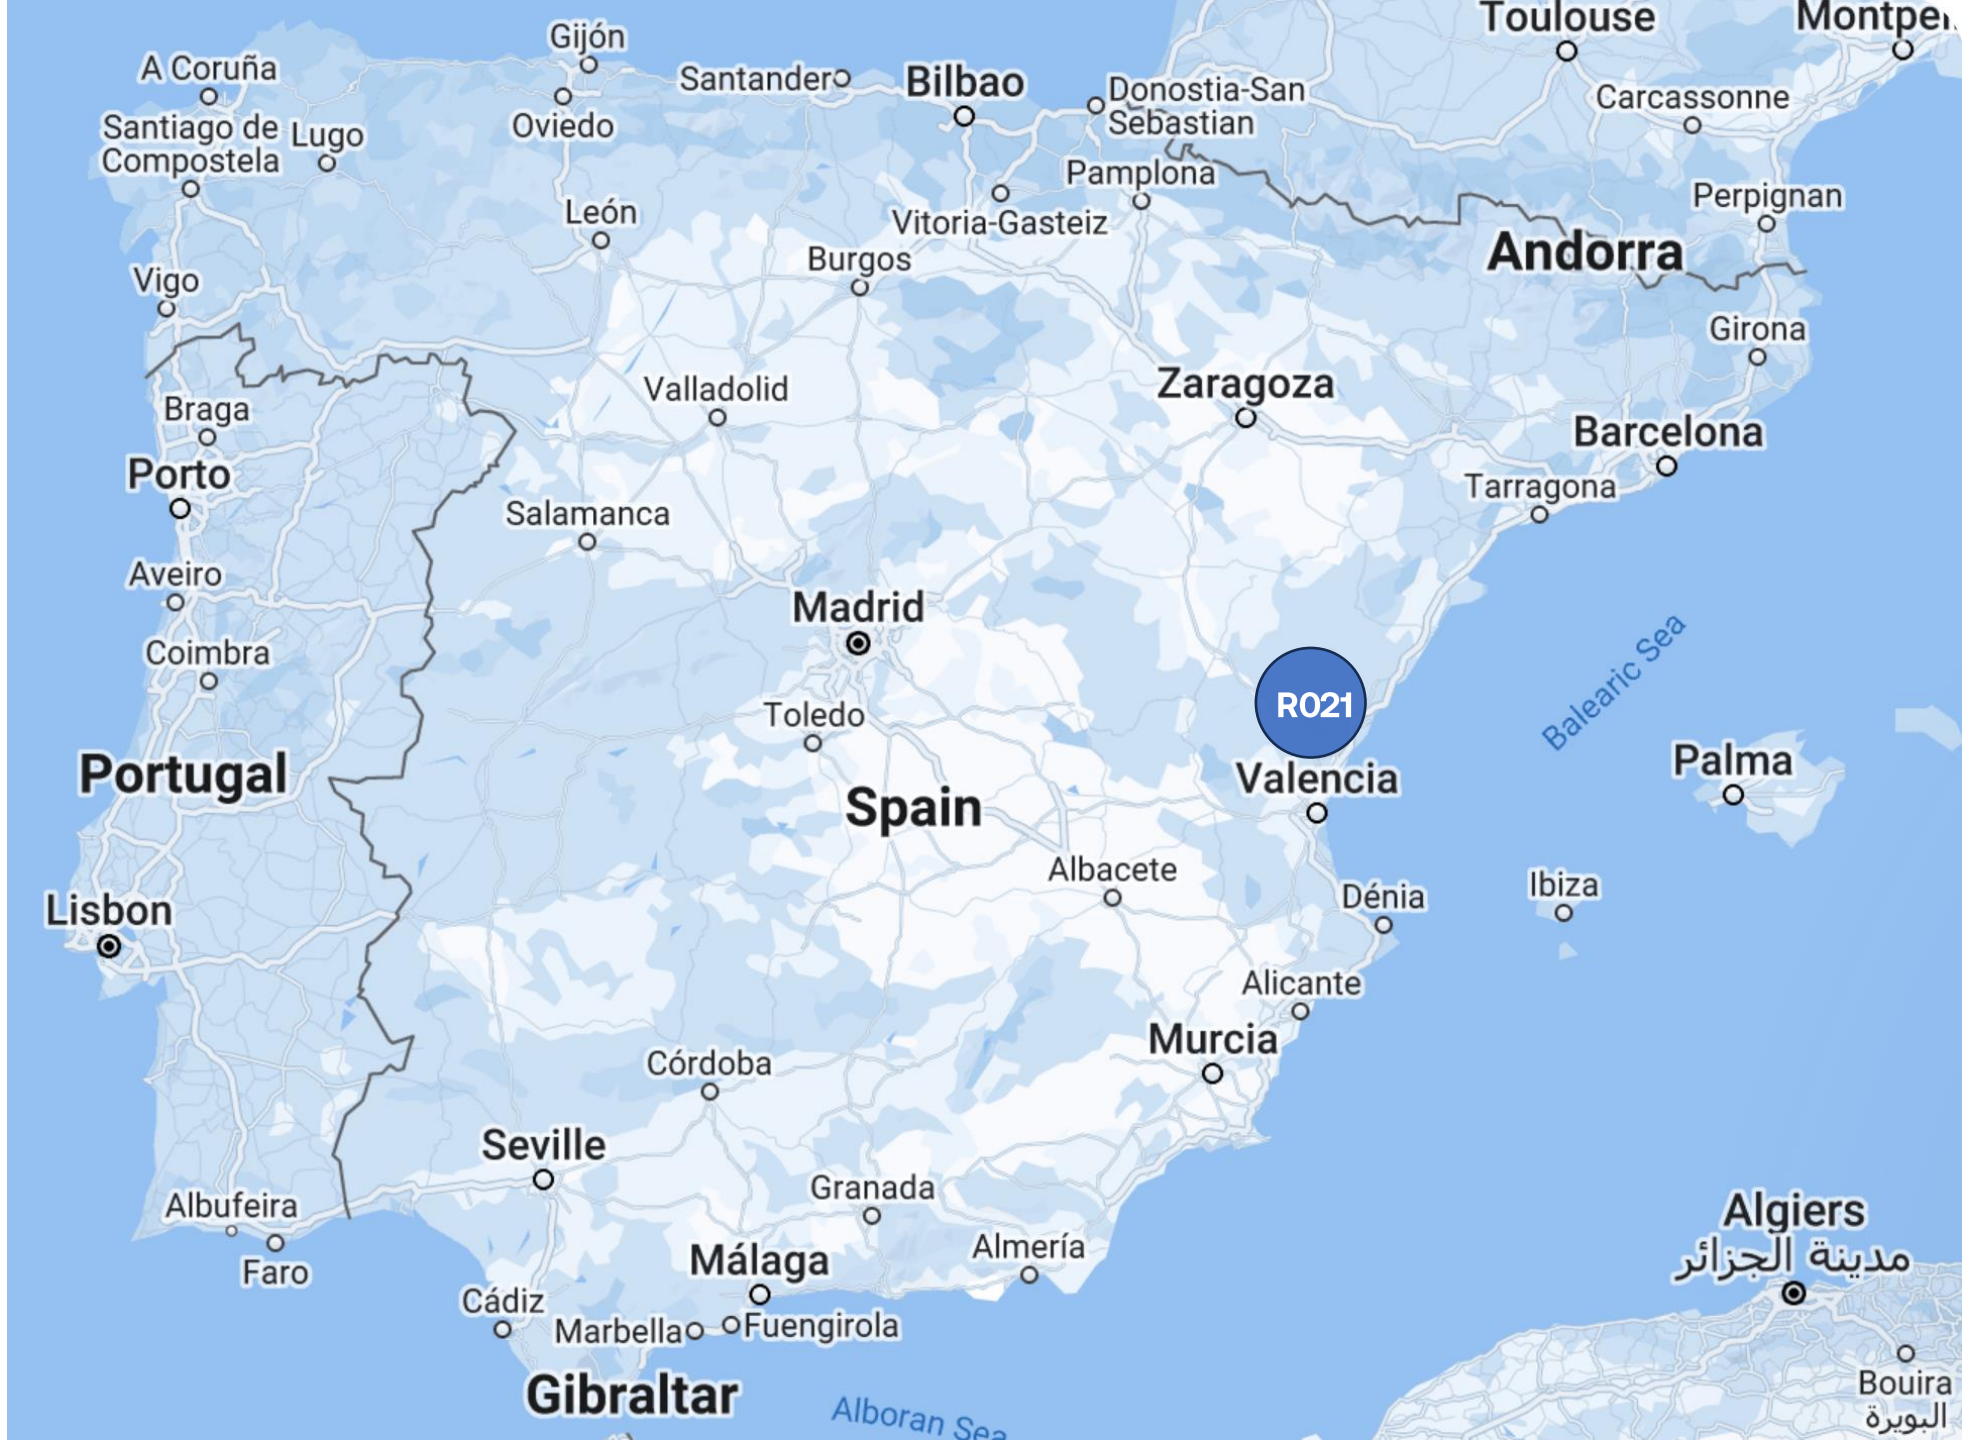 Toulouse
Gijón
A Coruña
Santander
Bilbao
Donostia-San
Sebastian
Carcassonne
Santiago de
Compostela
Lugo
Oviedo
Pamplona
Perpignan
León
Vitoria-Gasteiz
Andorra
Burgos
Vigo
Girona
Valladolid
Zaragoza
Braga
Barcelona
Porto
Tarragona
Salamanca
Aveiro
Madrid
Coimbra
Balearic Sea
R021
Toledo
Portugal
Palma
Valencia
Spain
Albacete
Ibiza
Dénia
Lisbon
Alicante
Murcia
Córdoba
Seville
Granada
Albufeira
Algiers
مدينة الجزائر
Almería
Málaga
Faro
Cádiz
Marbella
Fuengirola
Gibraltar
Bouira
البويرة
Alboran Sea